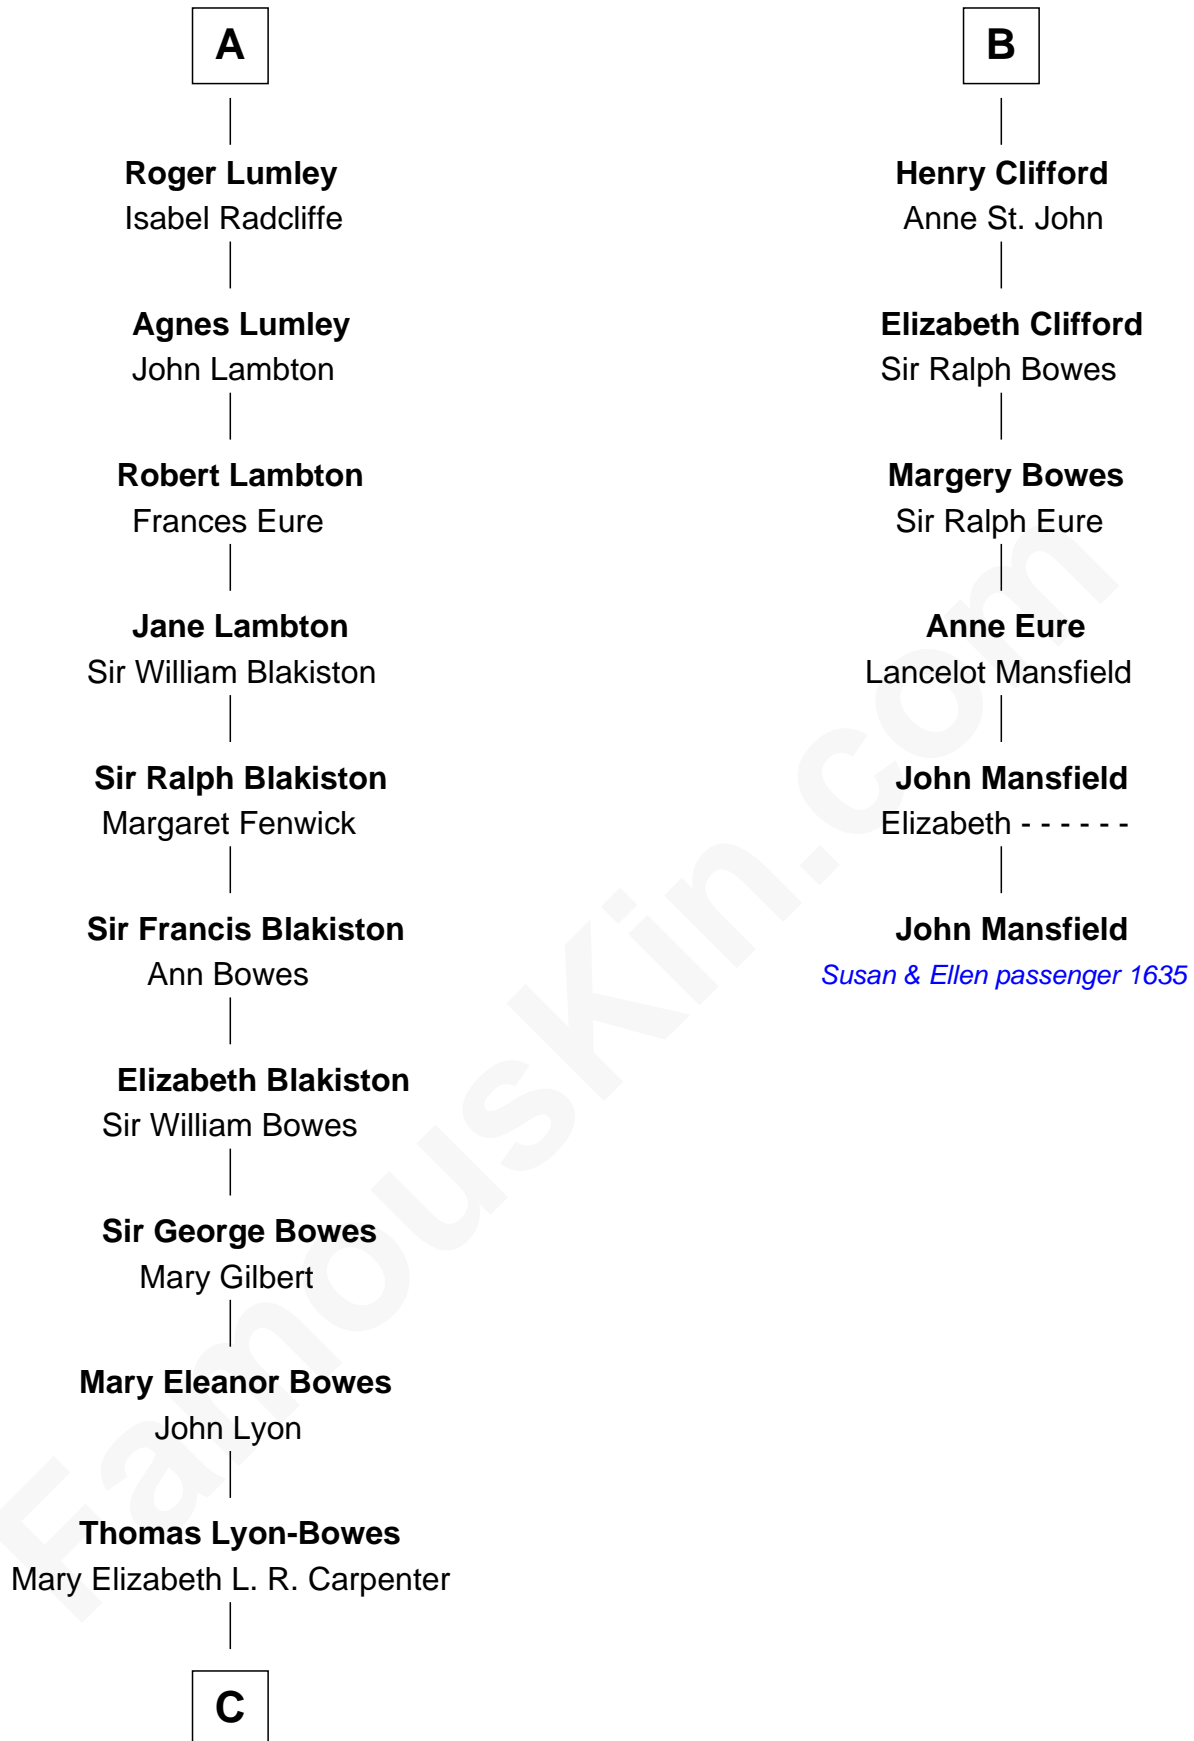 A
Roger Lumley
Isabel Radcliffe
Agnes Lumley
John Lambton
Robert Lambton
Frances Eure
Jane Lambton
Sir William Blakiston
Sir Ralph Blakiston
Margaret Fenwick
Sir Francis Blakiston
Ann Bowes
Elizabeth Blakiston
Sir William Bowes
Sir George Bowes
Mary Gilbert
Mary Eleanor Bowes
John Lyon
Thomas Lyon-Bowes
Mary Elizabeth L. R. Carpenter
C
B
Henry Clifford
Anne St. John
Elizabeth Clifford
Sir Ralph Bowes
Margery Bowes
Sir Ralph Eure
Anne Eure
Lancelot Mansfield
John Mansfield
Elizabeth - - - - - -
John Mansfield
Susan & Ellen passenger 1635
FamousKin.com